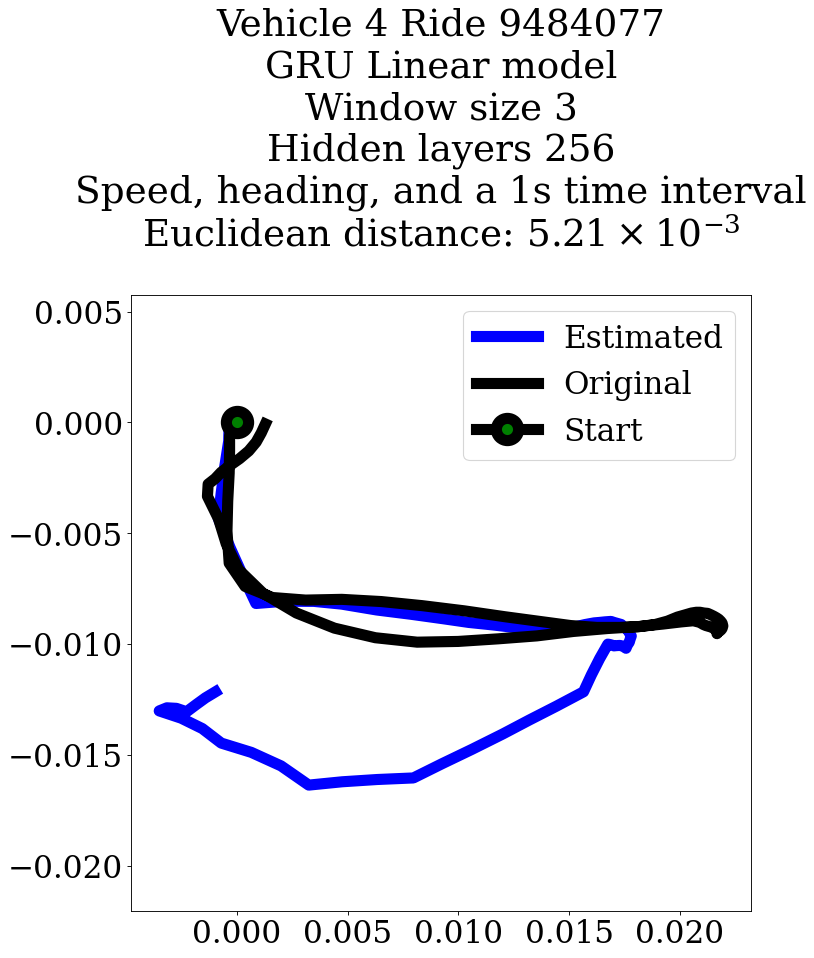 Vehicle 4 Ride 9484077
GRU Linear model
Window size 3
Hidden layers 256
Speed, heading, and a 1s time interval
Euclidean distance: 5.21 × 10⁻³
0.005
0.000
−0.005
−0.010
−0.015
−0.020
Estimated
Original
Start
0.000 0.005 0.010 0.015 0.020